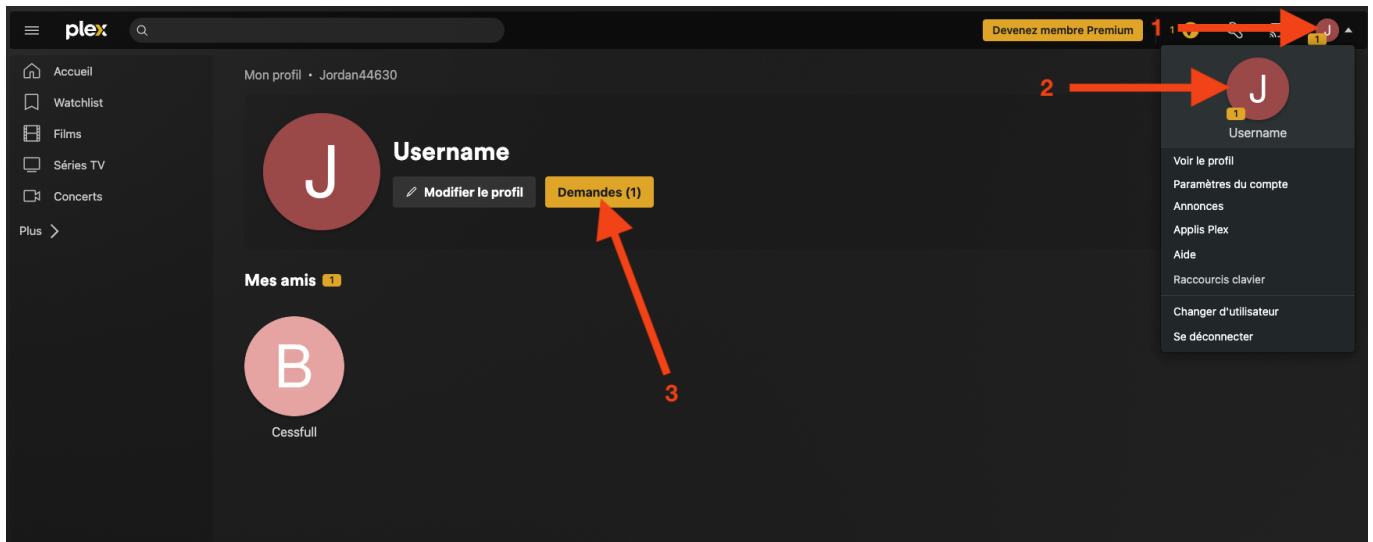 plex
Devenez membre Premium
1
1
J
1
Accueil
Watchlist
Films
Séries TV
Concerts
Plus
Mon profil • Jordan44630
J
Username
Modifier le profil
Demandes (1)
Mes amis 1
B
Cessfull
3
2
J
1
Username
Voir le profil
Paramètres du compte
Annonces
Applis Plex
Aide
Raccourcis clavier
Changer d'utilisateur
Se déconnecter